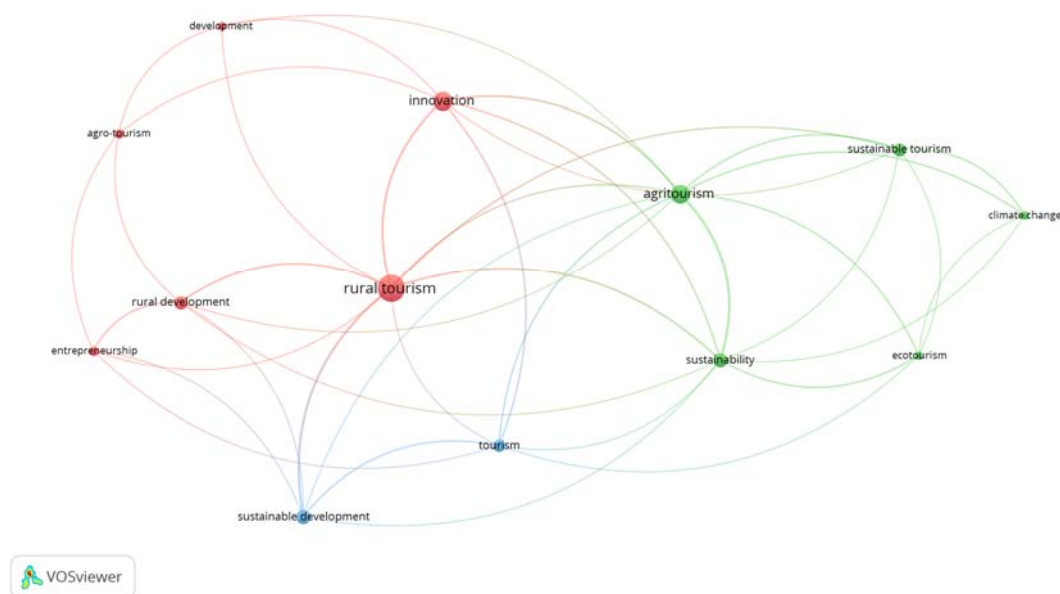 development
innovation
agro-tourism
sustainable tourism
agritourism
climate change
rural tourism
rural development
entrepreneurship
sustainability
ecotourism
tourism
sustainable development
VOSviewer